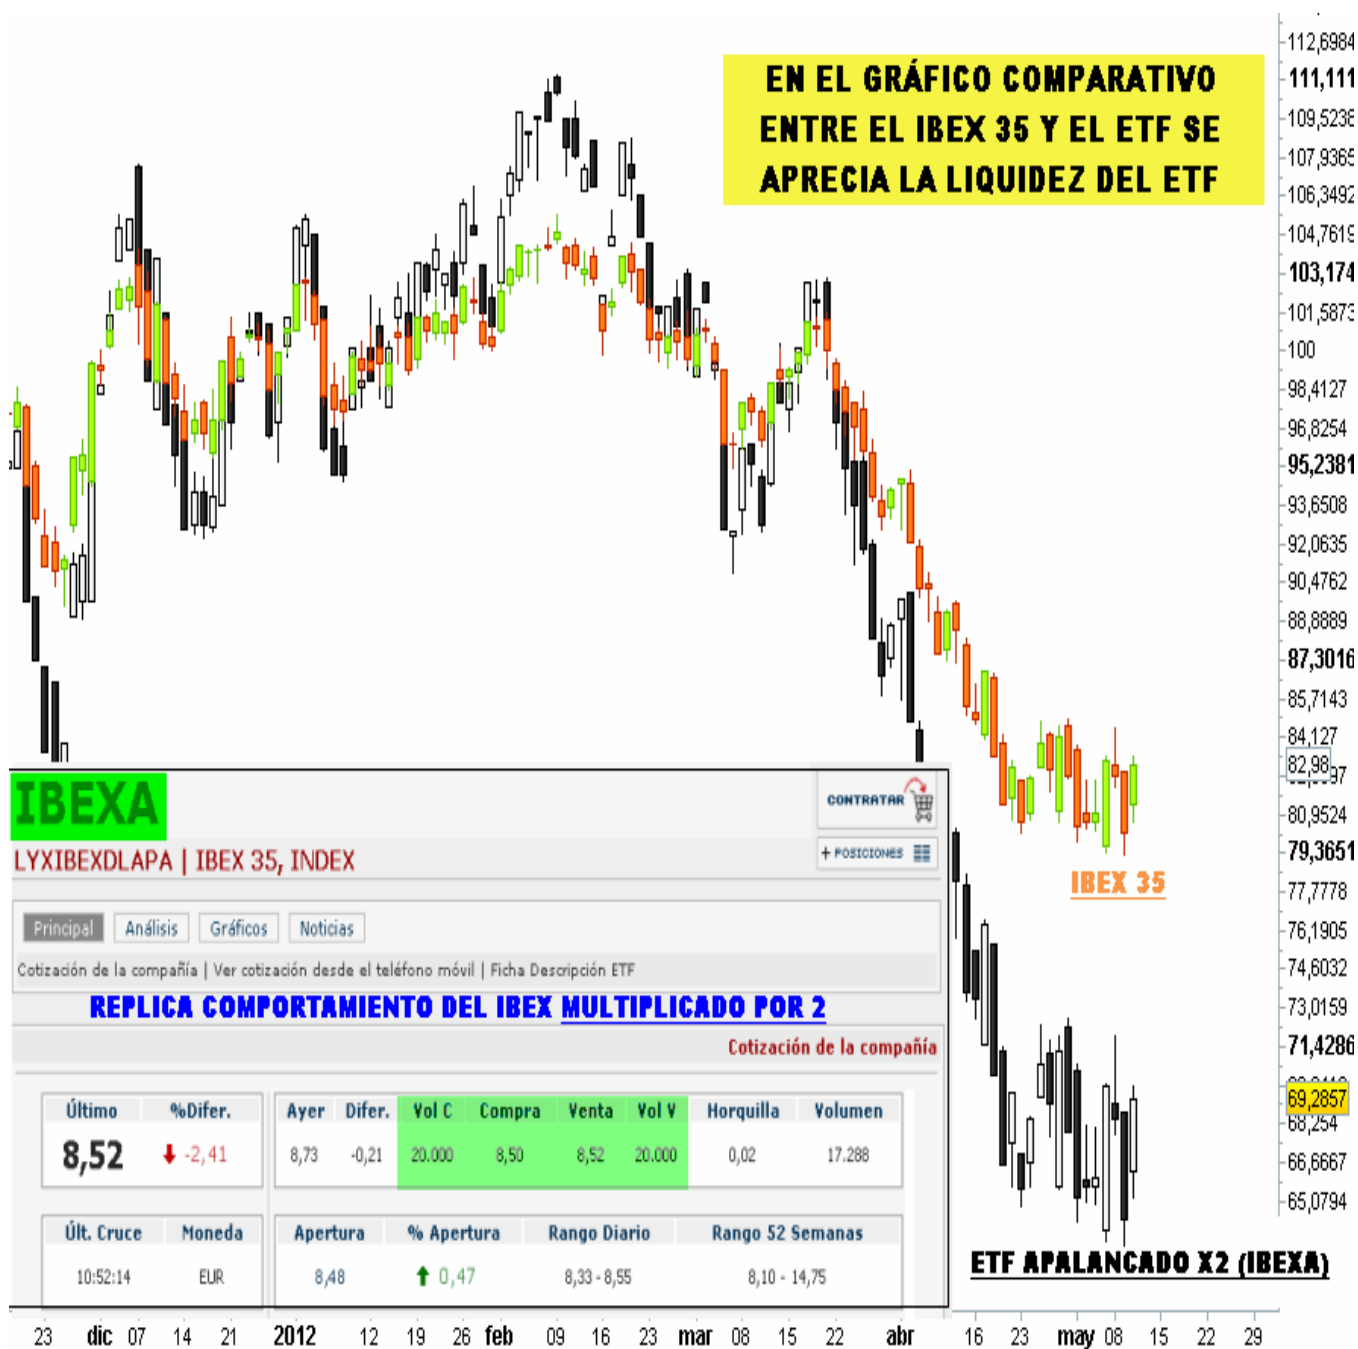 EN EL GRÁFICO COMPARATIVO
ENTRE EL IBEX 35 Y EL ETF SE
APRECIA LA LIQUIDEZ DEL ETF
112,6984
111,111
109,5238
107,9365
106,3492
104,7619
103,174
101,5873
100
98,4127
96,8254
95,2381
93,6508
92,0635
90,4762
88,8889
87,3016
85,7143
84,127
82,98
80,9524
79,3651
77,7778
76,1905
74,6032
73,0159
71,4286
69,2857
68,254
66,6667
65,0794
IBEX 35
ETF APALANCADO X2 (IBEXA)
IBEXA
CONTRATAR
LYXIBEXDLAPA | IBEX 35, INDEX
+ POSICIONES
Principal Análisis Gráficos Noticias
Cotización de la compañía | Ver cotización desde el teléfono móvil | Ficha Descripción ETF
REPLICA COMPORTAMIENTO DEL IBEX MULTIPLICADO POR 2
Cotización de la compañía
Último %Difer. Ayer Difer. Vol C Compra Venta Vol V Horquilla Volumen
8,52 -2,41 8,73 -0,21 20.000 8,50 8,52 20.000 0,02 17.288
Últ. Cruce Moneda Apertura % Apertura Rango Diario Rango 52 Semanas
10:52:14 EUR 8,48 0,47 8,33 - 8,55 8,10 - 14,75
23 dic 07 14 21 2012 12 19 26 feb 09 16 23 mar 08 15 22 abr 16 23 may 08 15 22 29